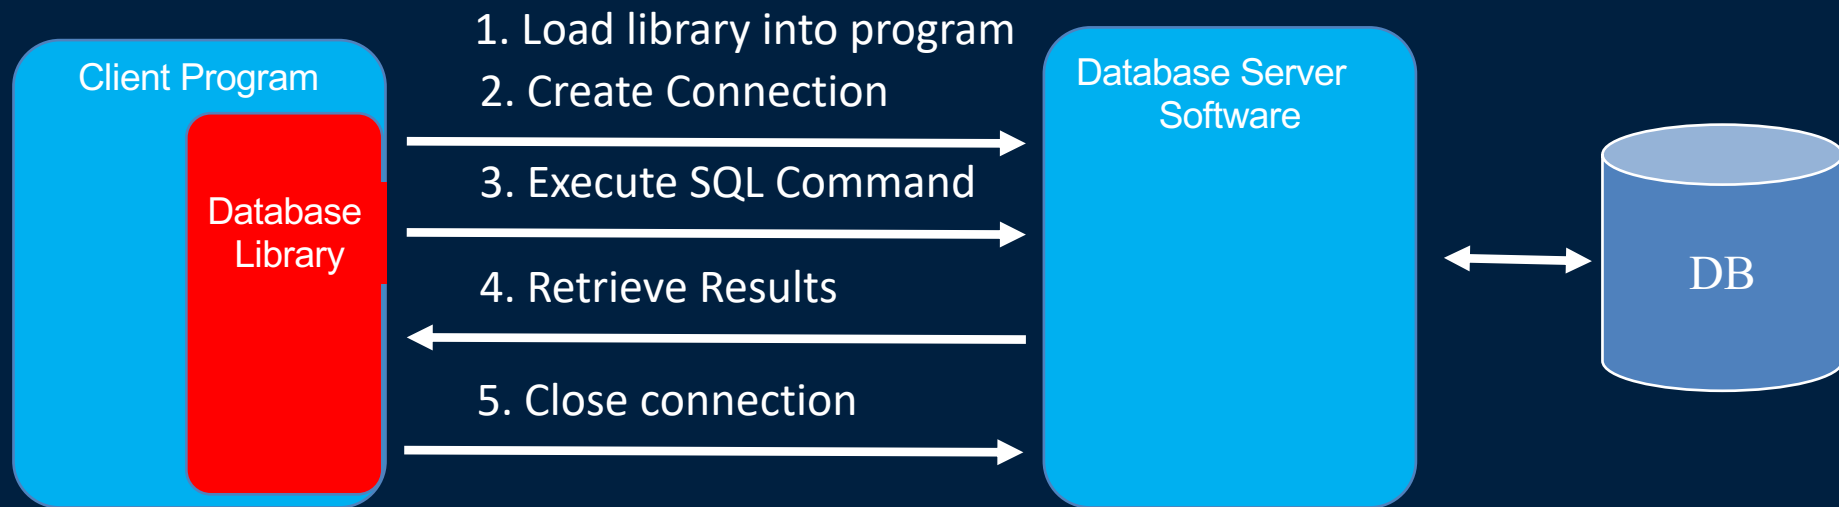 Client Program
Database
Library
1. Load library into program
2. Create Connection
3. Execute SQL Command
4. Retrieve Results
5. Close connection
Database Server
Software
DB